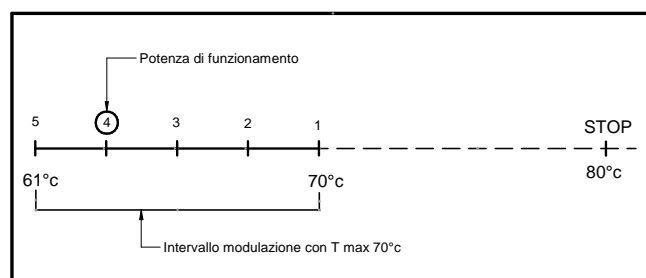 Potenza di funzionamento
5 4 3 2 1 STOP
61°c 70°c 80°c
Intervallo modulazione con T max 70°c